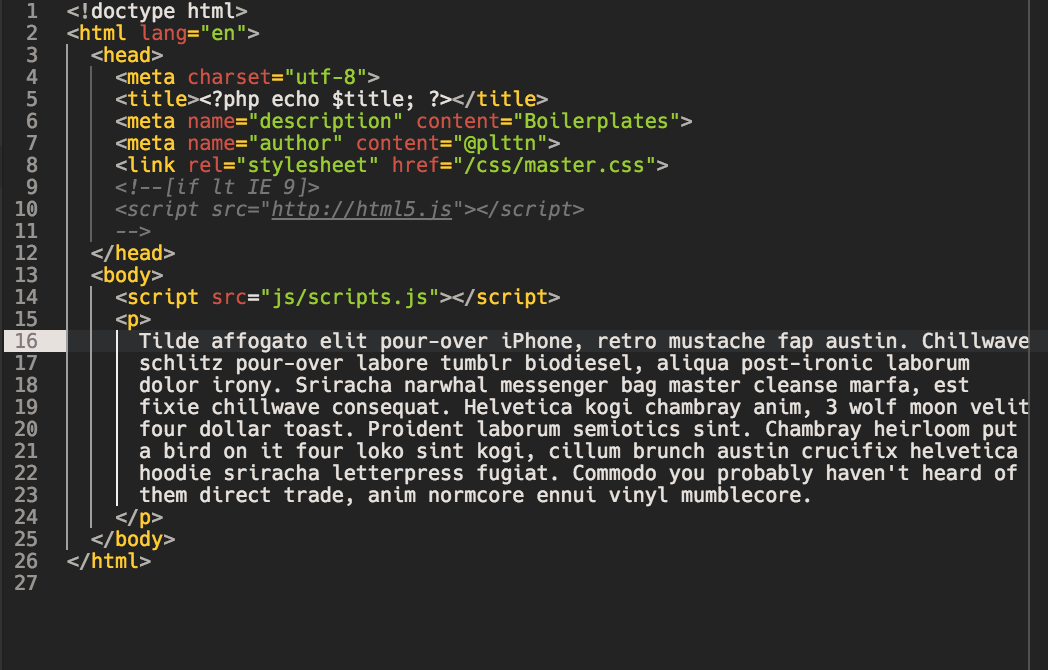 1 <!doctype html>
2 <html lang="en">
3 <head>
4 <meta charset="utf-8">
5 <title><?php echo $title; ?></title>
6 <meta name="description" content="Boilerplates">
7 <meta name="author" content="@plttn">
8 <link rel="stylesheet" href="/css/master.css">
9 <!--[if lt IE 9]>
10 <script src="http://html5.js"></script>
11 -->
12 </head>
13 <body>
14 <script src="js/scripts.js"></script>
15 <p>
16 Tilde affogato elit pour-over iPhone, retro mustache fap austin. Chillwave
17 schlitz pour-over labore tumblr biodiesel, aliqua post-ironic laborum
18 dolor irony. Sriracha narwhal messenger bag master cleanse marfa, est
19 fixie chillwave consequat. Helvetica kogi chambray anim, 3 wolf moon velit
20 four dollar toast. Proident laborum semiotics sint. Chambray heirloom put
21 a bird on it four loko sint kogi, cillum brunch austin crucifix helvetica
22 hoodie sriracha letterpress fugiat. Commodo you probably haven't heard of
23 them direct trade, anim normcore ennui vinyl mumblecore.
24 </p>
25 </body>
26 </html>
27